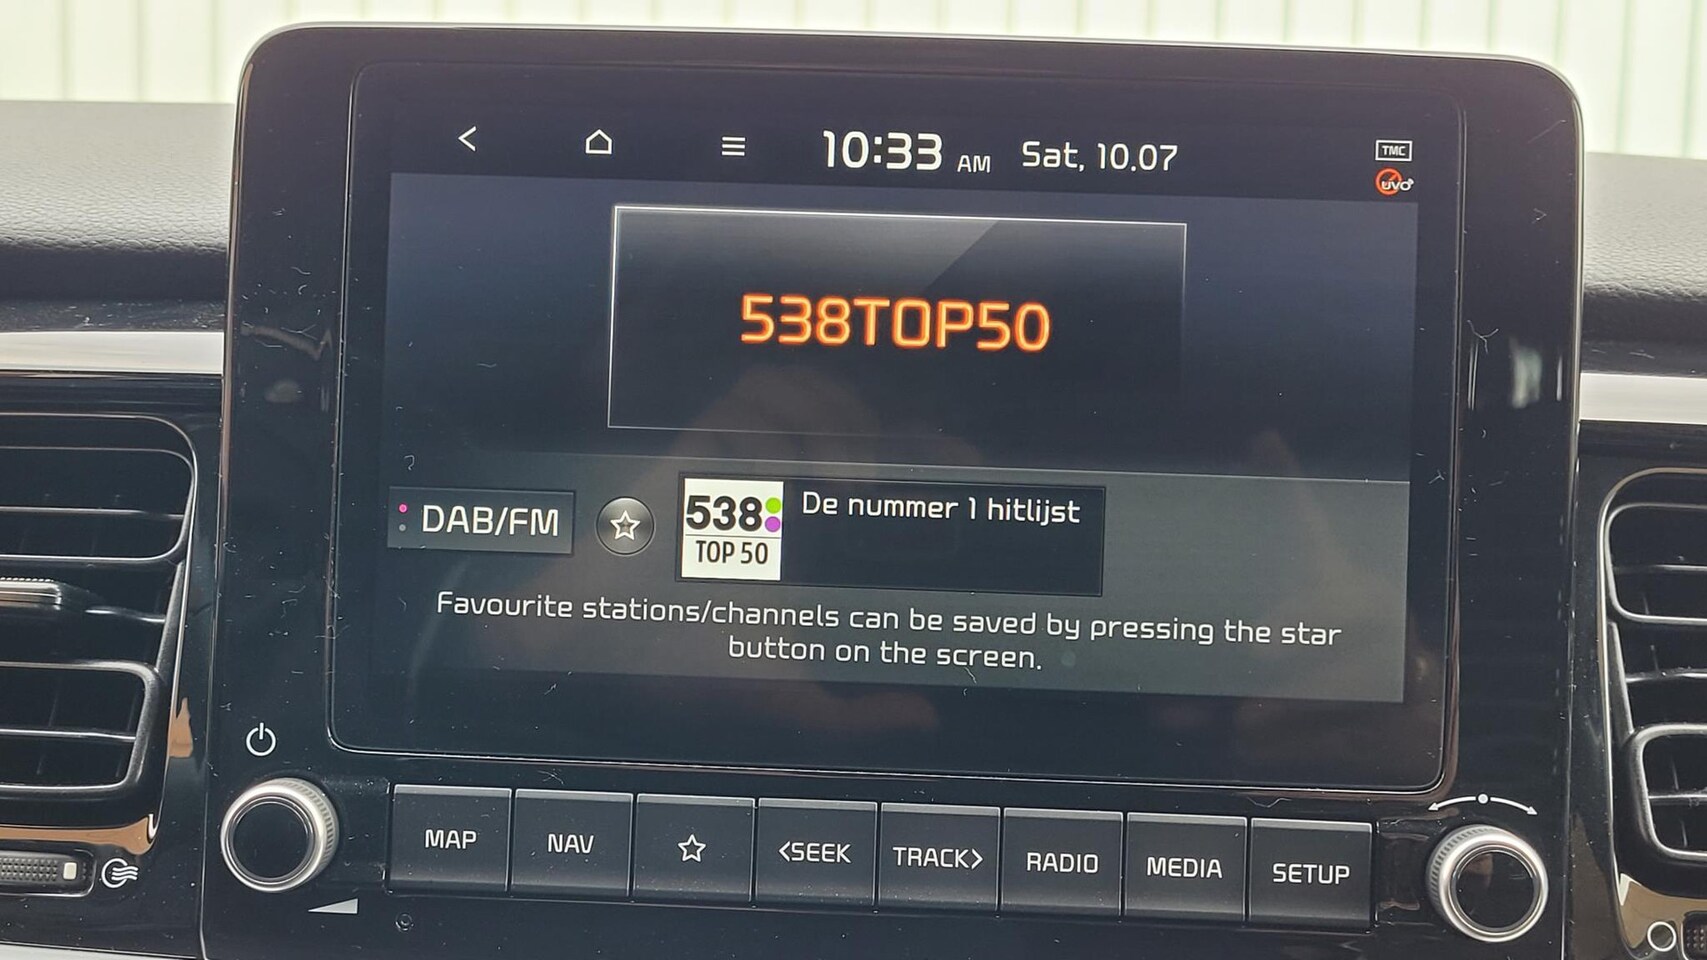 10:33 AM Sat, 10.07
TMC
UVO
538TOP50
DAB/FM
538
TOP 50
De nummer 1 hitlijst
Favourite stations/channels can be saved by pressing the star
button on the screen.
MAP
NAV
<SEEK
TRACK>
RADIO
MEDIA
SETUP